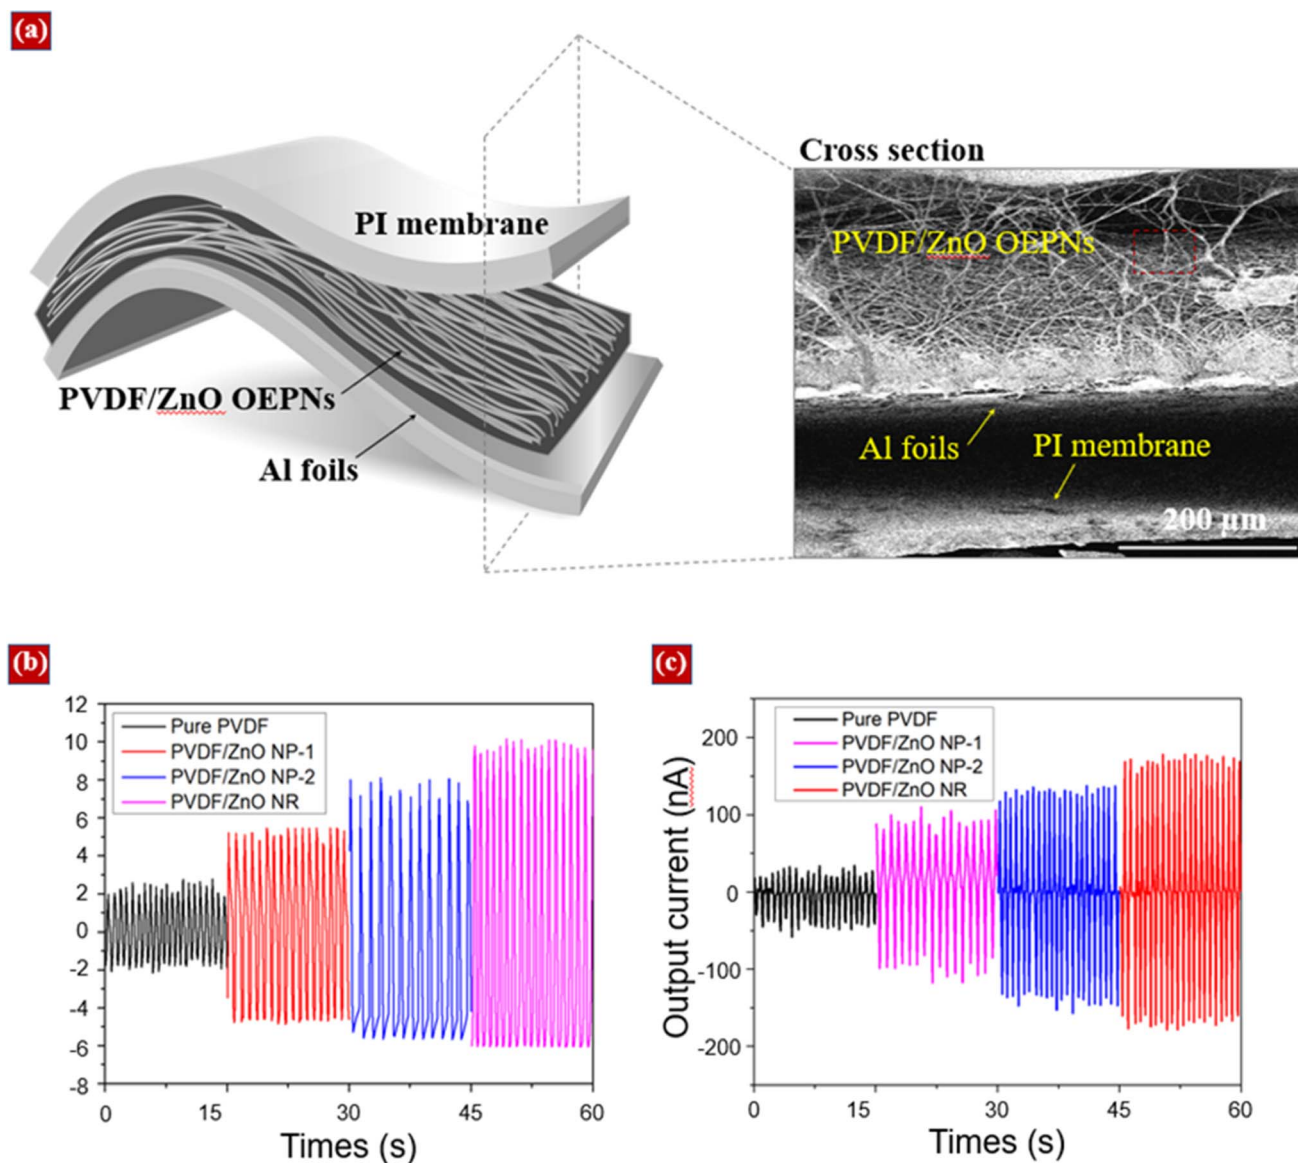 (a)
Cross section
PI membrane
PVDF/ZnO OEPNs
PVDF/ZnO OEPNs
Al foils
Al foils
PI membrane
200 μm
(b)
12
10
8
6
4
2
0
-2
-4
-6
-8
Pure PVDF
PVDF/ZnO NP-1
PVDF/ZnO NP-2
PVDF/ZnO NR
0 15 30 45 60
Times (s)
(c)
Output current (nA)
200
100
0
-100
-200
Pure PVDF
PVDF/ZnO NP-1
PVDF/ZnO NP-2
PVDF/ZnO NR
0 15 30 45 60
Times (s)